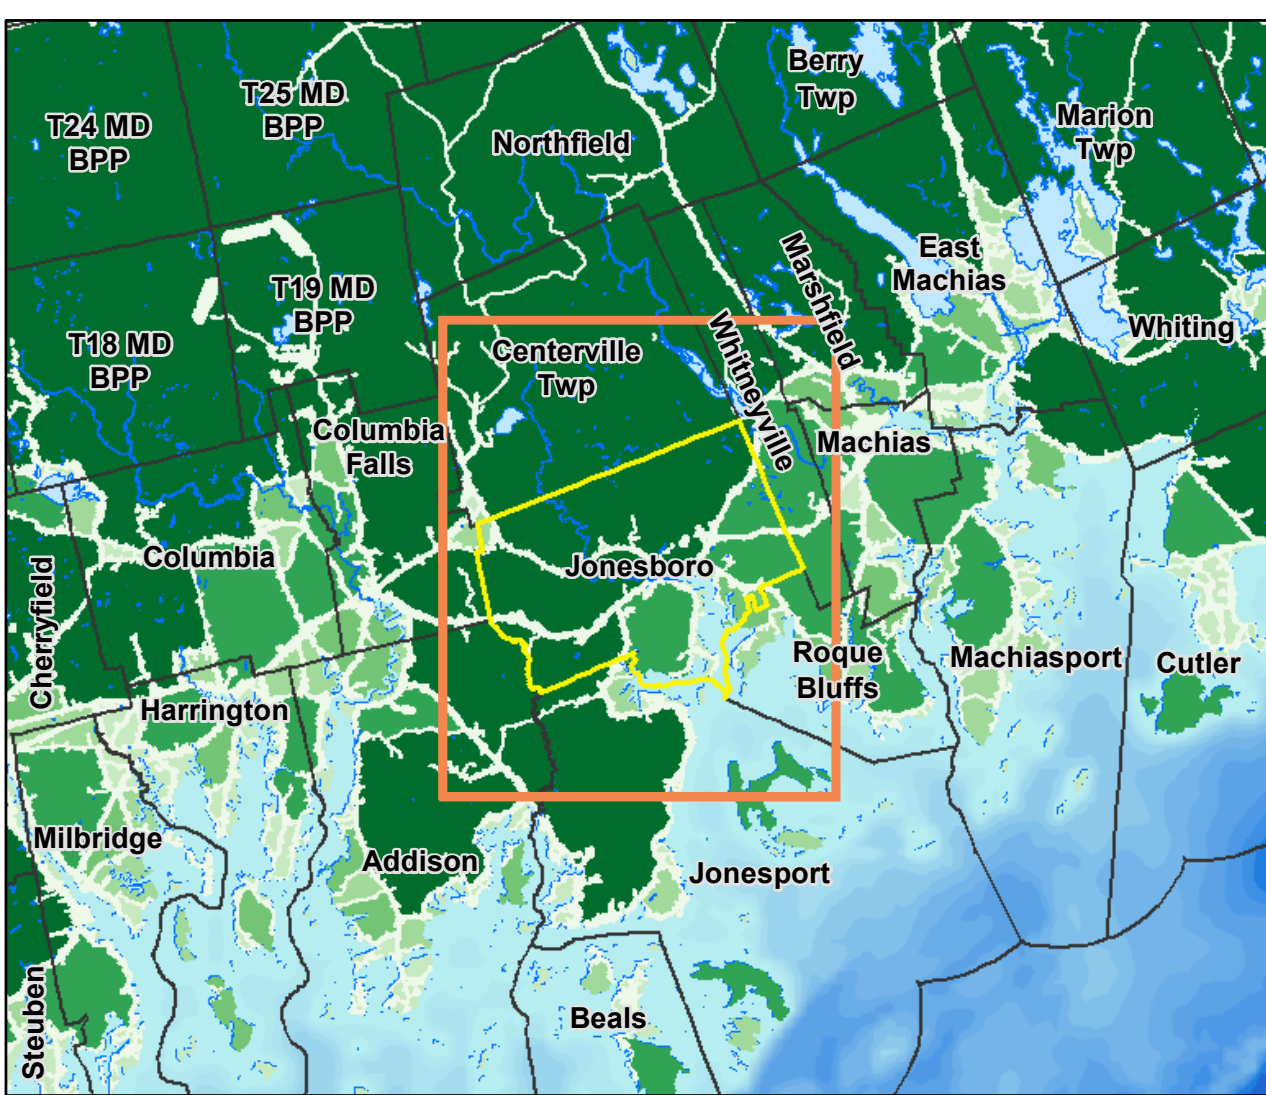 Berry
Twp
T25 MD
BPP
T24 MD
BPP
Marion
Twp
Northfield
East
Machias
Marshfield
T19 MD
BPP
Whiting
T18 MD
BPP
Whitneyville
Centerville
Twp
Columbia
Falls
Machias
Columbia
Jonesboro
Cherryfield
Roque
Bluffs
Machiasport
Cutler
Harrington
Milbridge
Addison
Jonesport
Steuben
Beals